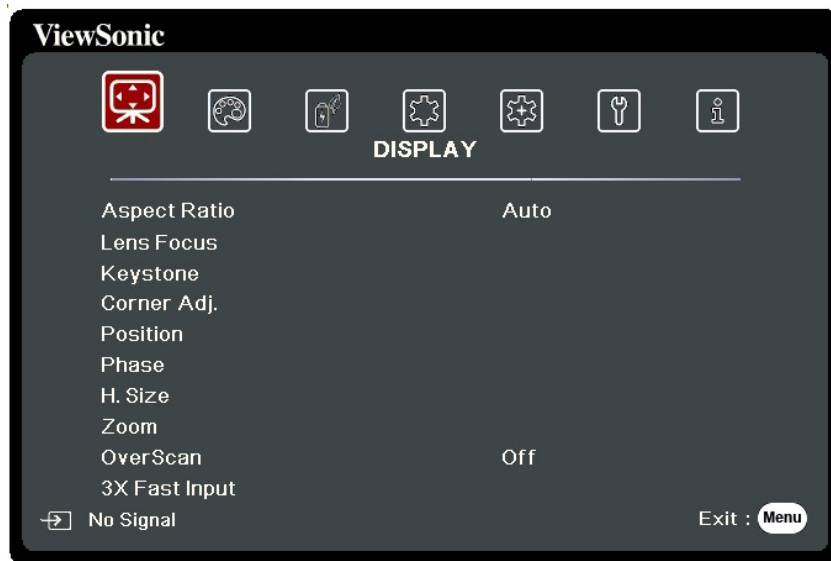 ViewSonic
DISPLAY
Aspect Ratio Auto
Lens Focus
Keystone
Corner Adj.
Position
Phase
H. Size
Zoom
OverScan Off
3X Fast Input
No Signal Exit : Menu